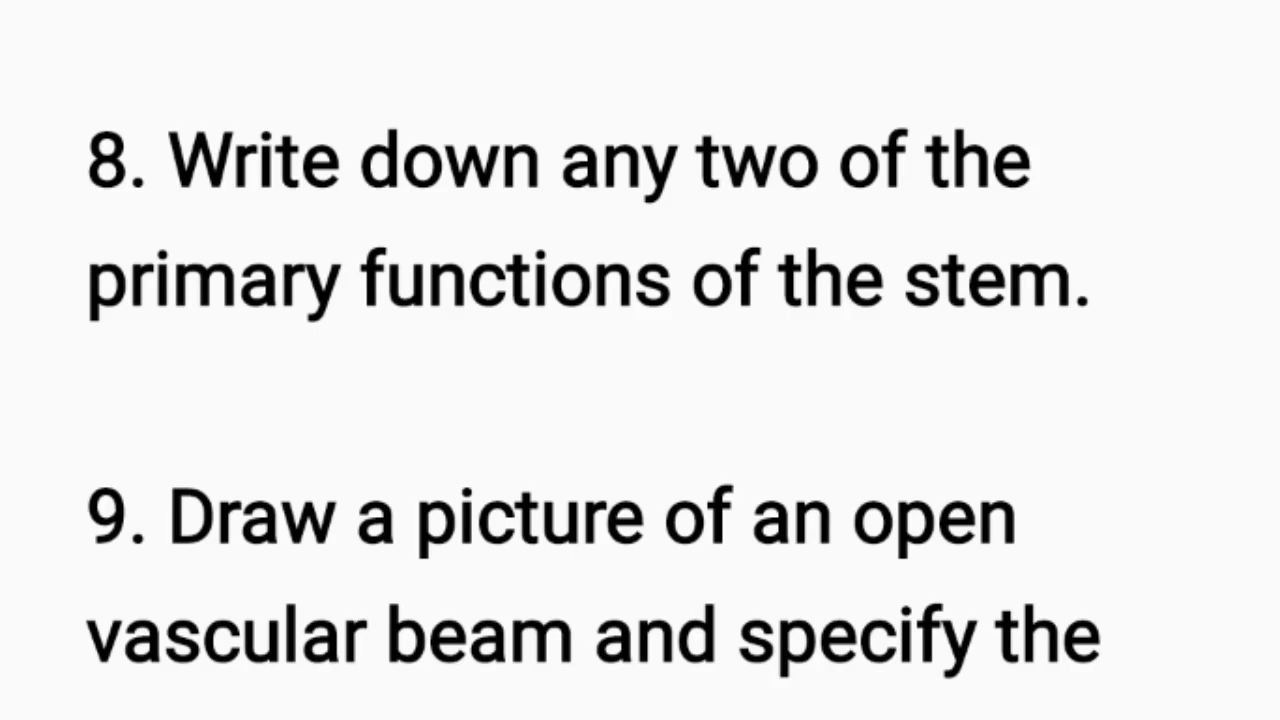 8. Write down any two of the
primary functions of the stem.
9. Draw a picture of an open
vascular beam and specify the